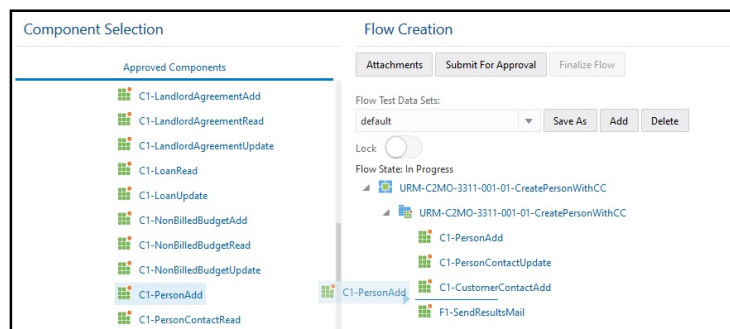 Component Selection
Approved Components
C1-LandlordAgreementAdd
C1-LandlordAgreementRead
C1-LandlordAgreementUpdate
C1-LoanRead
C1-LoanUpdate
C1-NonBilledBudgetAdd
C1-NonBilledBudgetRead
C1-NonBilledBudgetUpdate
C1-PersonAdd
C1-PersonContactRead
C1-PersonAdd
Flow Creation
Attachments Submit For Approval Finalize Flow
Flow Test Data Sets:
default Save As Add Delete
Lock
Flow State: In Progress
URM-C2MO-3311-001-01-CreatePersonWithCC
URM-C2MO-3311-001-01-CreatePersonWithCC
C1-PersonAdd
C1-PersonContactUpdate
C1-CustomerContactAdd
F1-SendResultsMail